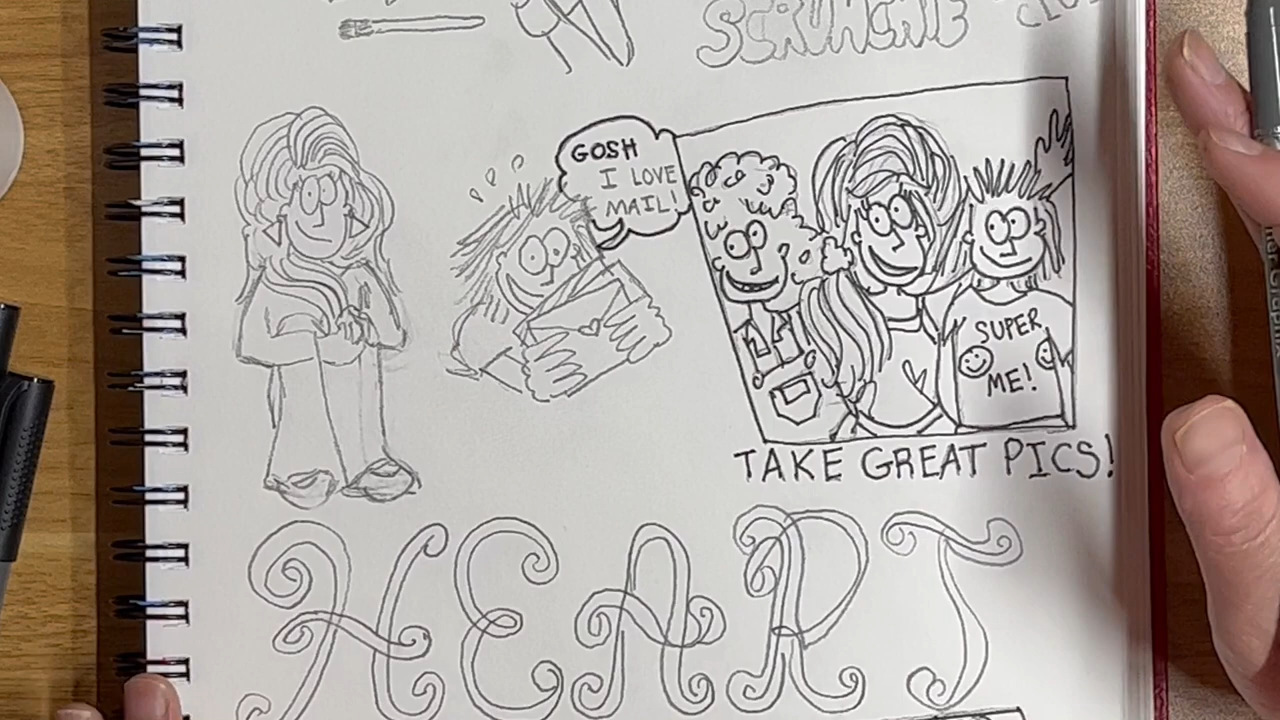 SCRUNCHIE
GOSH
I LOVE
MAIL!
SUPER
ME!
TAKE GREAT PICS!
HEART